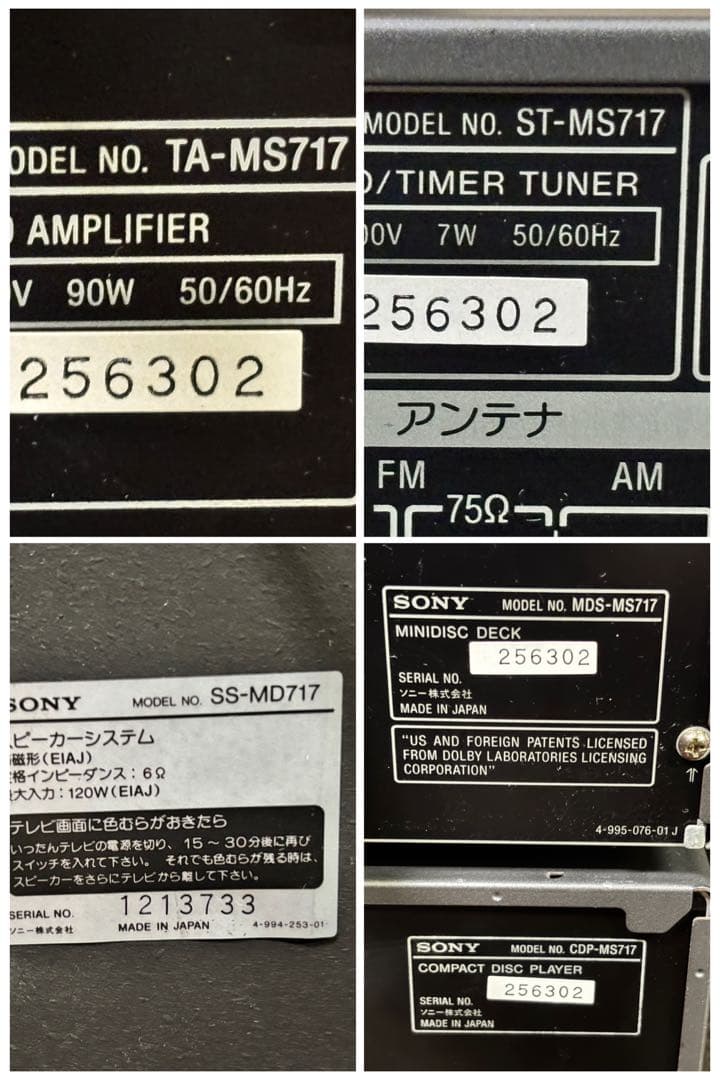 ODEL NO. TA-MS717
AMPLIFIER
V 90W 50/60Hz
256302
MODEL NO. ST-MS717
/TIMER TUNER
00V 7W 50/60Hz
256302
アンテナ
FM
AM
75Ω
SONY MODEL NO. SS-MD717
スピーカーシステム
磁形(EIAJ)
格インピーダンス:6Ω
大入力:120W(EIAJ)
テレビ画面に色むらがおきたら
いったんテレビの電源を切り、15～30分後に再び
スイッチを入れて下さい。それでも色むらが残る時は、
スピーカーをさらにテレビから離して下さい。
SERIAL NO. 1213733
ソニー株式会社 MADE IN JAPAN 4-994-253-01
SONY MODEL NO. MDS-MS717
MINIDISC DECK
256302
SERIAL NO.
ソニー株式会社
MADE IN JAPAN
"US AND FOREIGN PATENTS LICENSED
FROM DOLBY LABORATORIES LICENSING
CORPORATION"
4-995-076-01 J
SONY MODEL NO. CDP-MS717
COMPACT DISC PLAYER
256302
SERIAL NO.
ソニー株式会社
MADE IN JAPAN